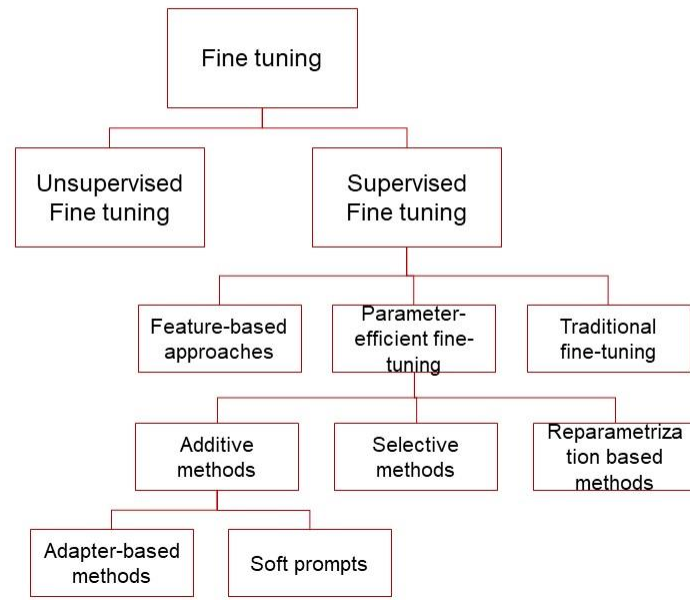 Fine tuning
Unsupervised
Fine tuning
Supervised
Fine tuning
Feature-based
approaches
Parameter-
efficient fine-
tuning
Traditional
fine-tuning
Additive
methods
Selective
methods
Reparametriza
tion based
methods
Adapter-based
methods
Soft prompts